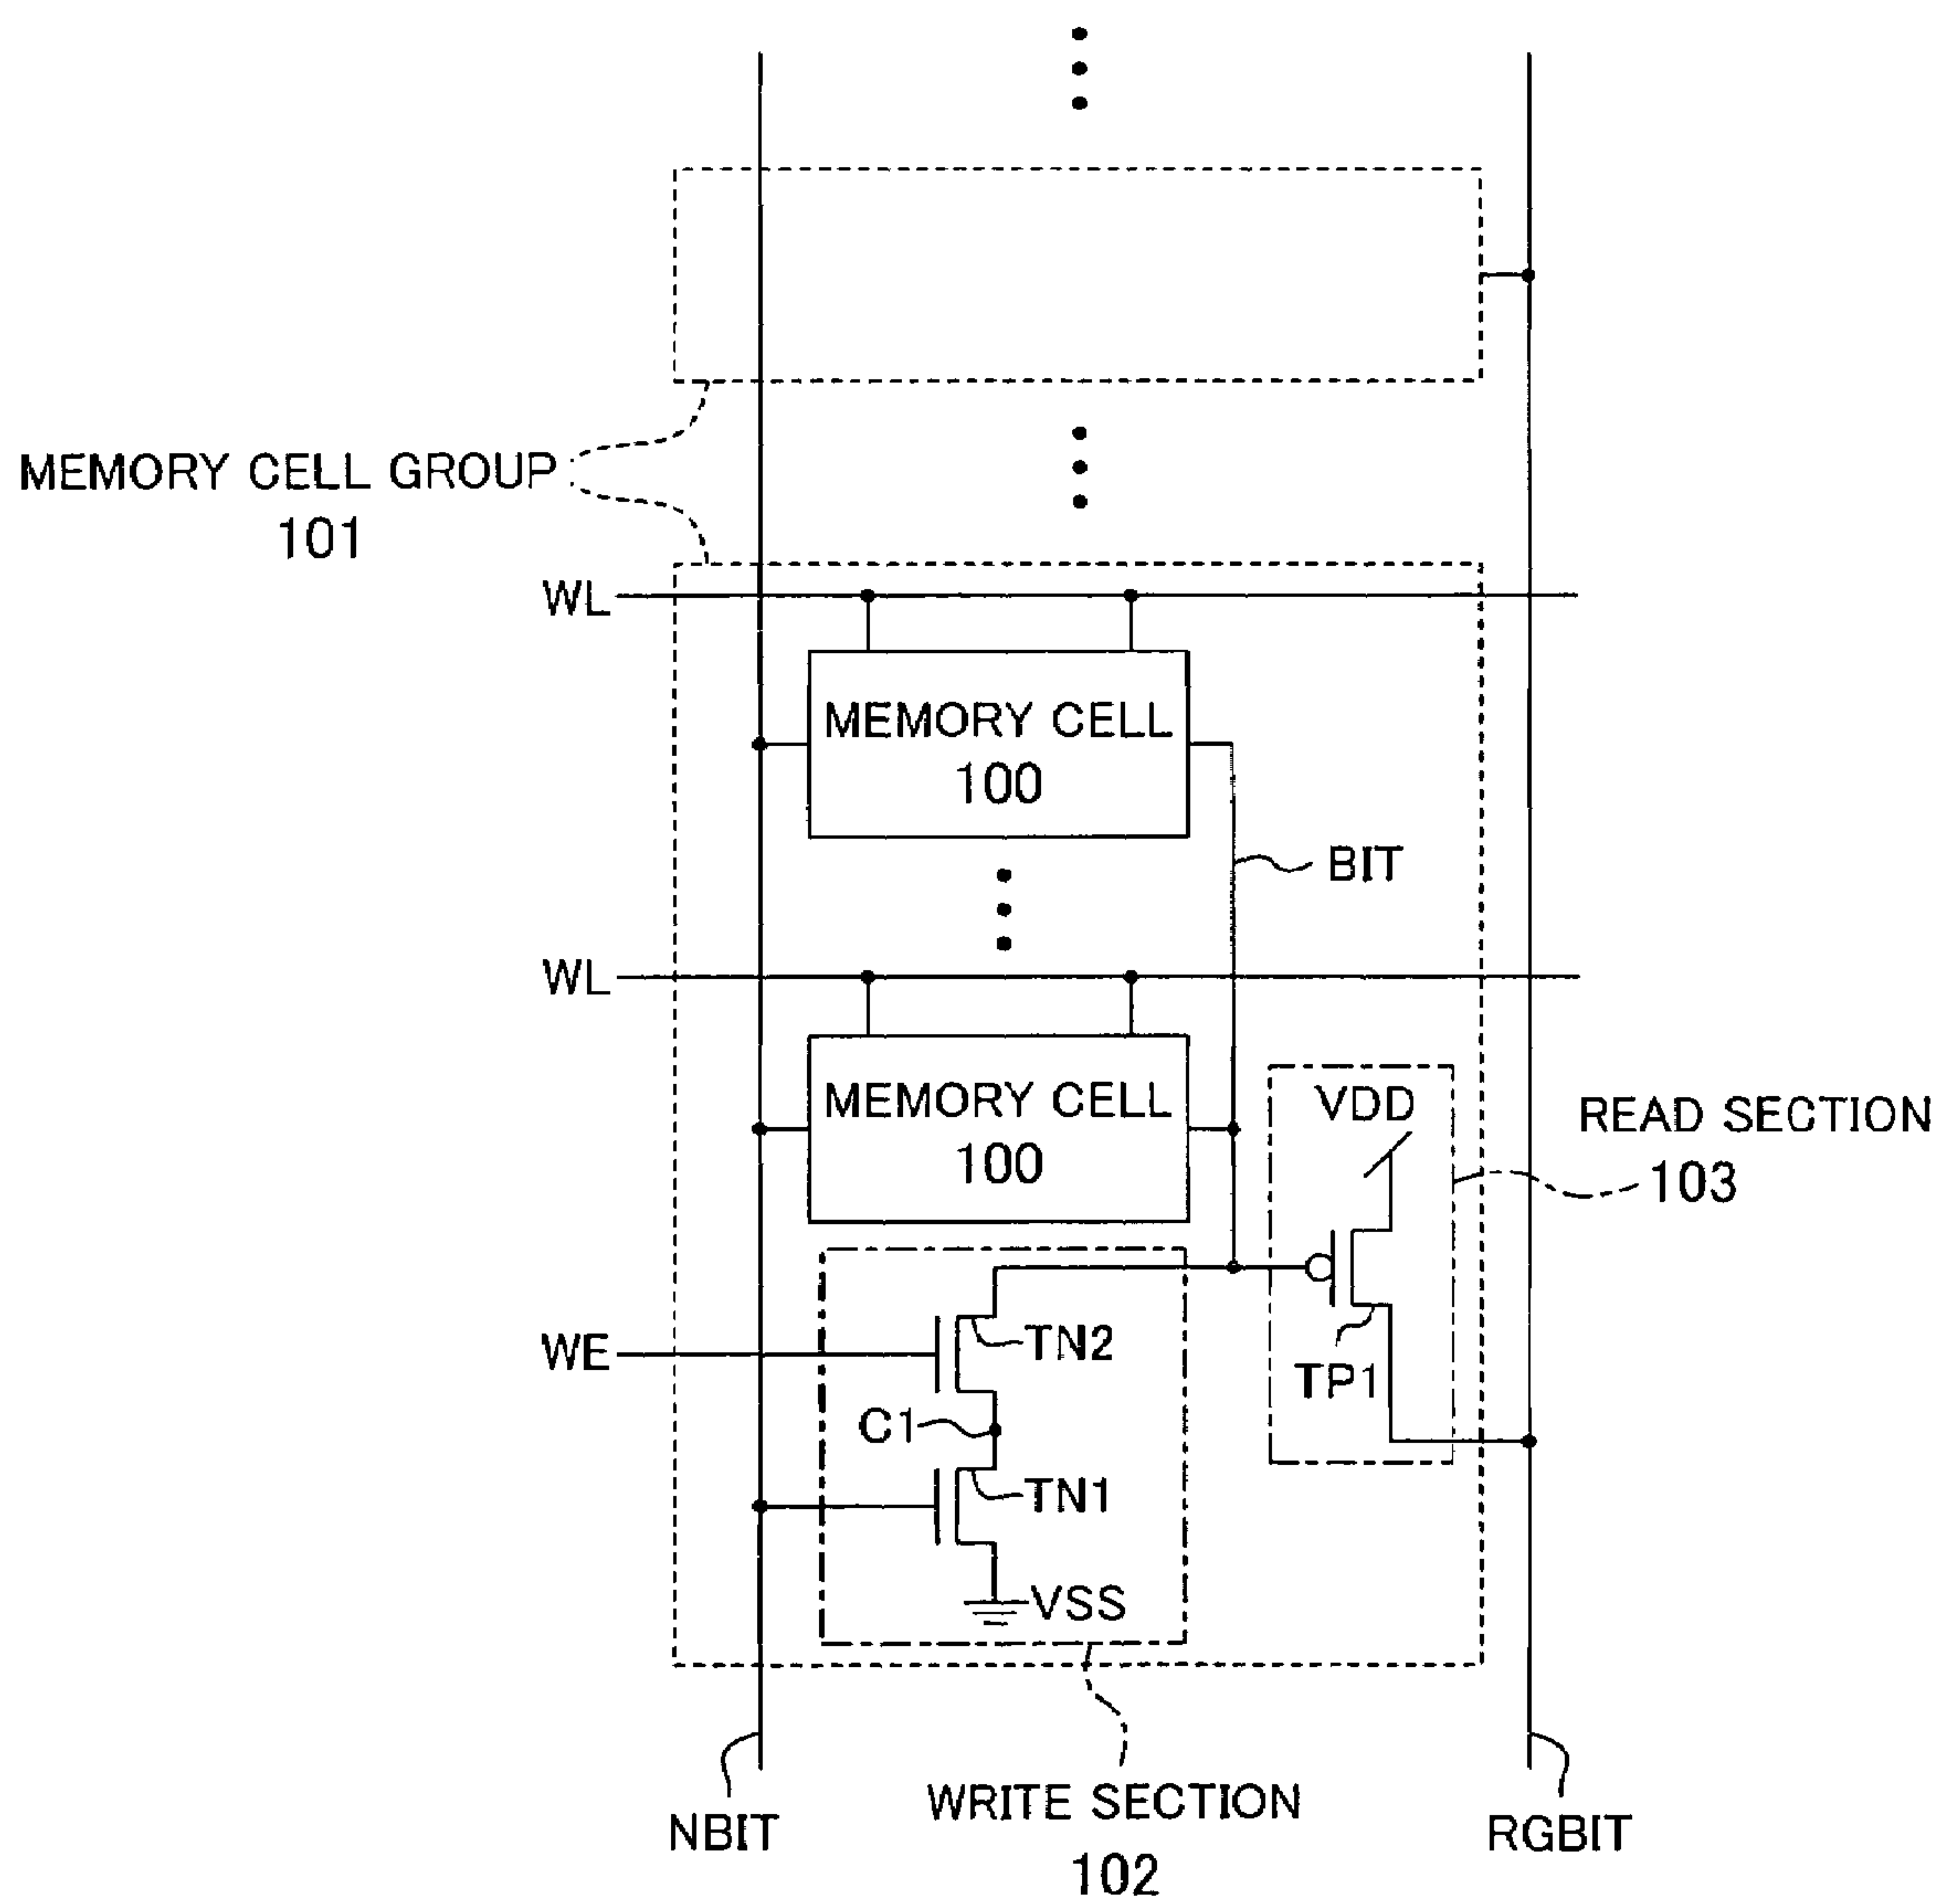 MEMORY CELL GROUP
101
WL
MEMORY CELL
100
BIT
WL
MEMORY CELL
100
VDD
READ SECTION
103
WE
TN2
TP1
C1
TN1
VSS
NBIT
WRITE SECTION
102
RGBIT